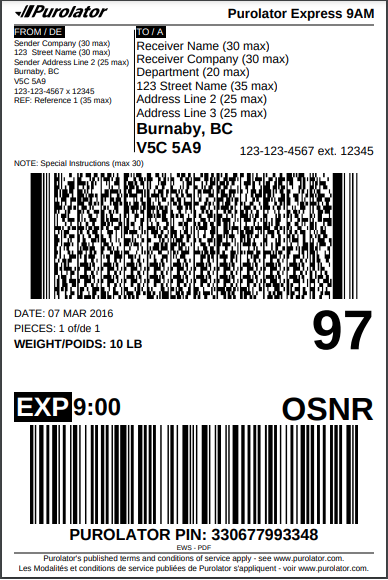 Purolator
Purolator Express 9AM
FROM / DE
Sender Company (30 max)
123 Street Name (30 max)
Sender Address Line 2 (25 max)
Burnaby, BC
V5C 5A9
123-123-4567 x 12345
REF: Reference 1 (35 max)
TO / A
Receiver Name (30 max)
Receiver Company (30 max)
Department (20 max)
123 Street Name (35 max)
Address Line 2 (25 max)
Address Line 3 (25 max)
Burnaby, BC
V5C 5A9
123-123-4567 ext. 12345
NOTE: Special Instructions (max 30)
DATE: 07 MAR 2016
PIECES: 1 of/de 1
WEIGHT/POIDS: 10 LB
97
EXP 9:00
OSNR
PUROLATOR PIN: 330677993348
EWS - PDF
Purolator's published terms and conditions of service apply - see www.purolator.com.
Les Modalités et conditions de service publiées de Purolator s'appliquent - voir www.purolator.com.